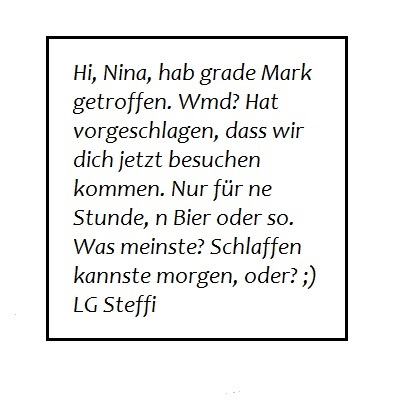 Hi, Nina, hab grade Mark
getroffen. Wmd? Hat
vorgeschlagen, dass wir
dich jetzt besuchen
kommen. Nur für ne
Stunde, n Bier oder so.
Was meinste? Schlaffen
kannste morgen, oder? ;)
LG Steffi